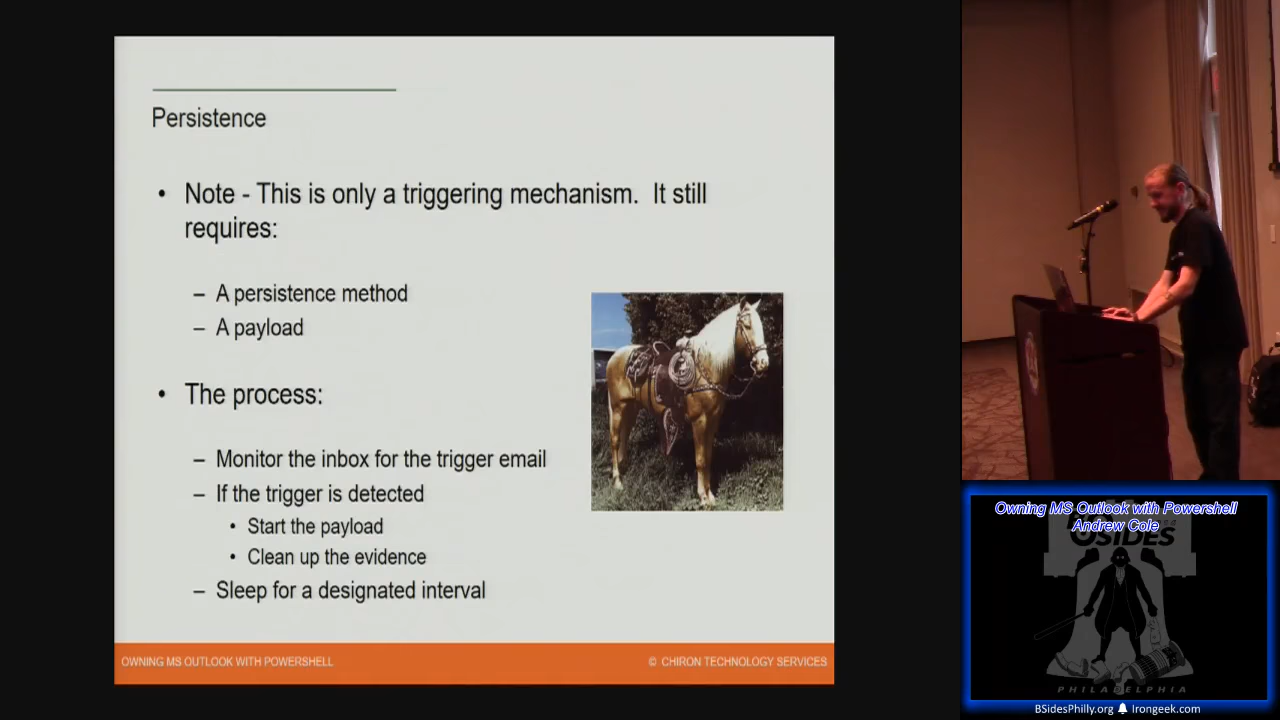 Persistence
• Note - This is only a triggering mechanism. It still
requires:
– A persistence method
– A payload
• The process:
– Monitor the inbox for the trigger email
– If the trigger is detected
• Start the payload
• Clean up the evidence
– Sleep for a designated interval
OWNING MS OUTLOOK WITH POWERSHELL
© CHIRON TECHNOLOGY SERVICES
Owning MS Outlook with Powershell
Andrew Cole
SIDES
PHILADELPHIA
BSidesPhilly.org Irongeek.com